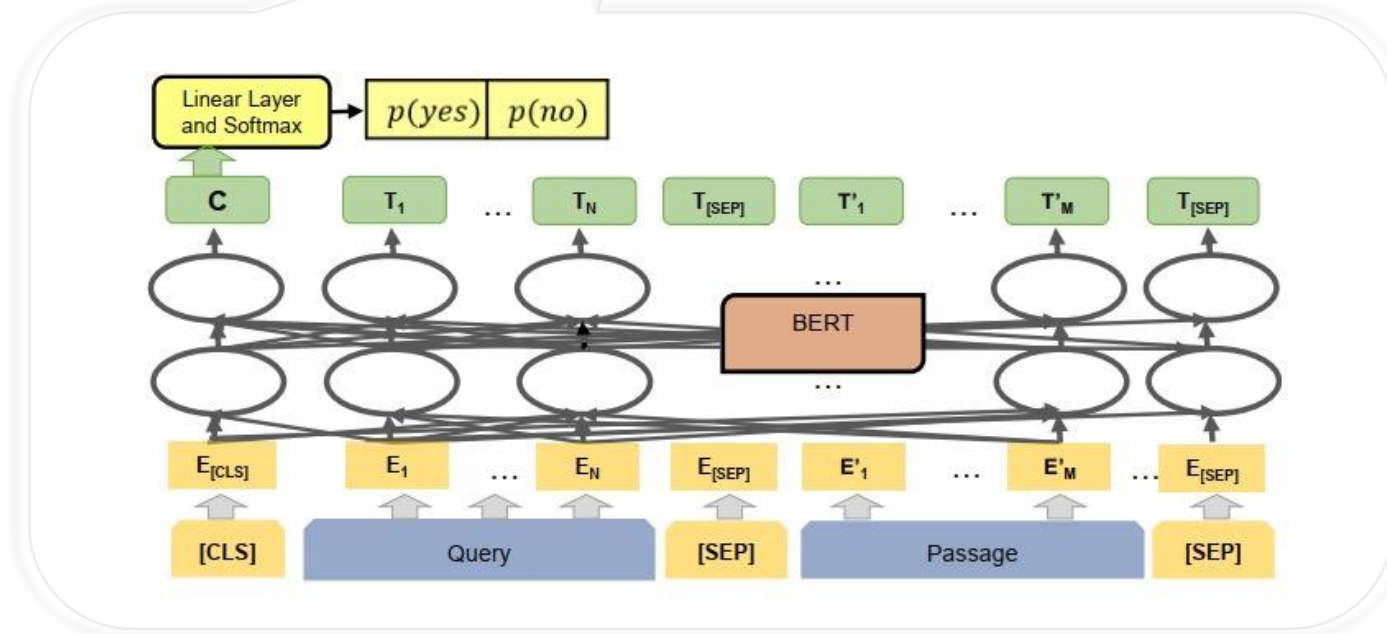 Linear Layer
and Softmax
p(yes) p(no)
C T1 ... TN T[SEP] T'1 ... T'M T[SEP]
...
BERT
...
E[CLS] E1 ... EN E[SEP] E'1 ... E'M ... E[SEP]
[CLS] Query [SEP] Passage [SEP]